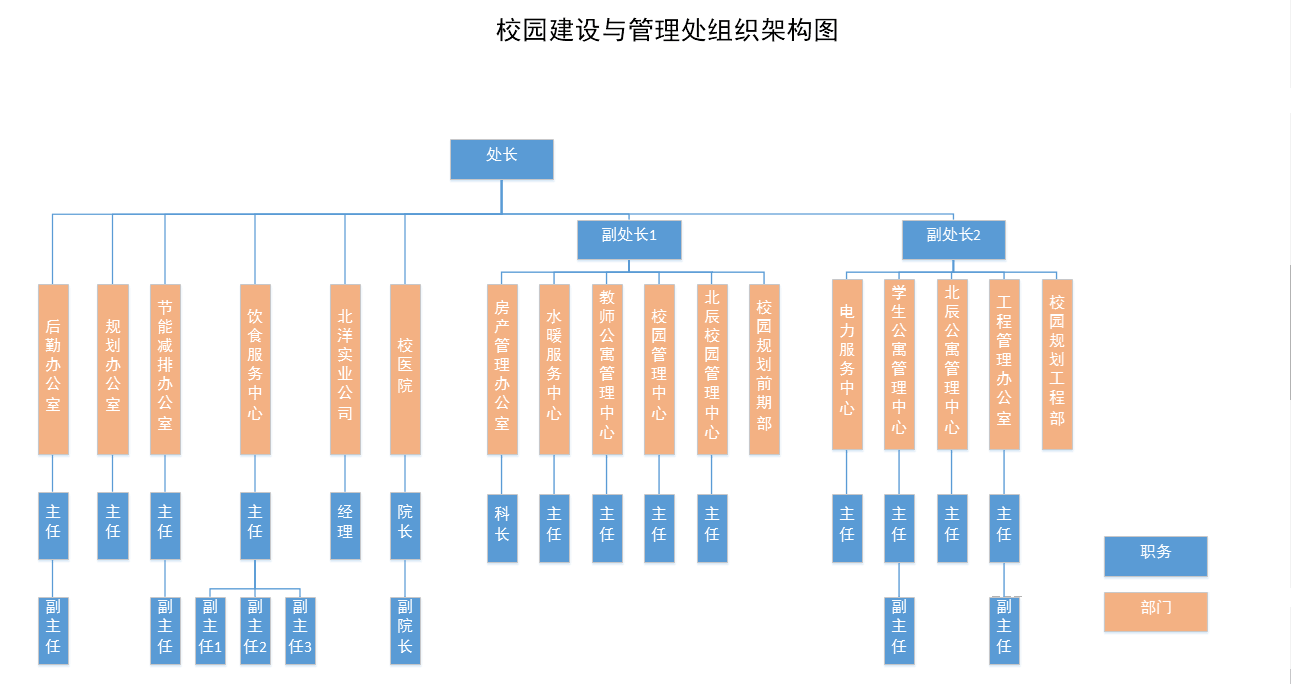 校园建设与管理处组织架构图
处长
副处长1
副处长2
后勤办公室
规划办公室
节能减排办公室
饮食服务中心
北洋实业公司
校医院
房产管理办公室
水暖服务中心
教师公寓管理中心
校园管理中心
北辰校园管理中心
校园规划前期部
电力服务中心
学生公寓管理中心
北辰公寓管理中心
工程管理办公室
校园规划工程部
主任
主任
主任
主任
经理
院长
科长
主任
主任
主任
主任
主任
主任
主任
主任
职务
部门
副主任
副主任
副主任1
副主任2
副主任3
副院长
副主任
副主任